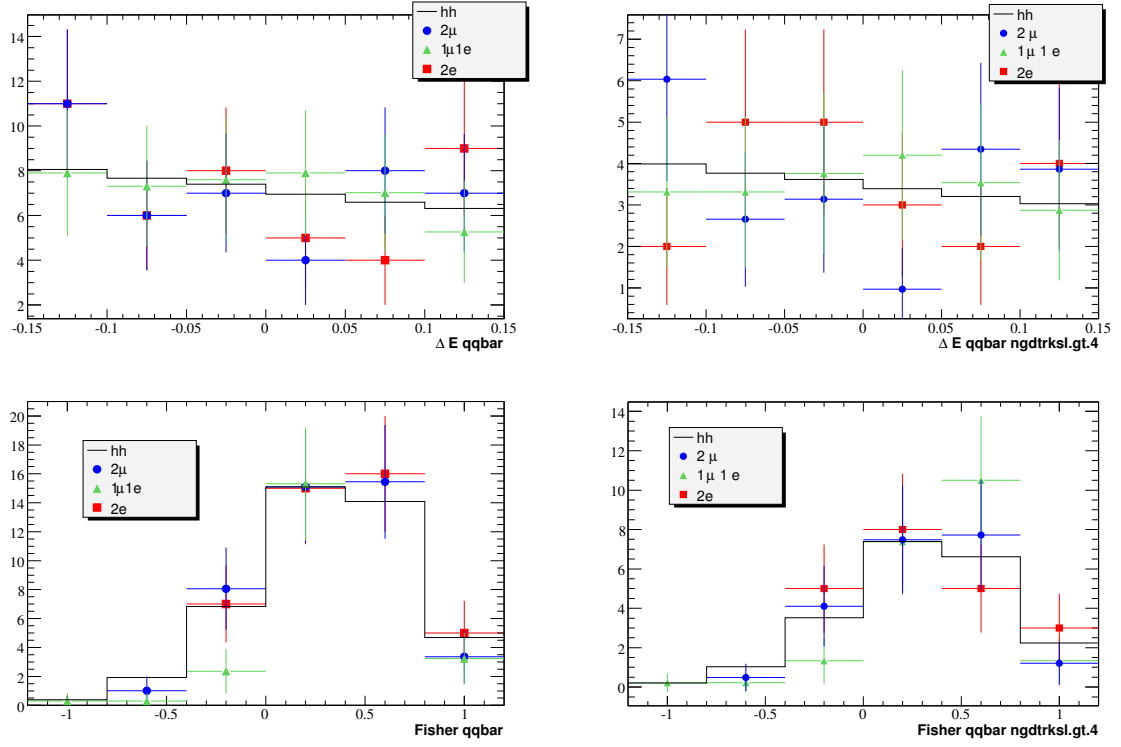 hh
2μ
1μ1e
2e
14
12
10
8
6
4
2
-0.15 -0.1 -0.05 0 0.05 0.1 0.15
Δ E qqbar
hh
2 μ
1 μ 1 e
2e
7
6
5
4
3
2
1
-0.15 -0.1 -0.05 0 0.05 0.1 0.15
Δ E qqbar ngdtrksl.gt.4
hh
2μ
1μ1e
2e
20
18
16
14
12
10
8
6
4
2
0
-1 -0.5 0 0.5 1
Fisher qqbar
hh
2 μ
1 μ 1 e
2e
14
12
10
8
6
4
2
0
-1 -0.5 0 0.5 1
Fisher qqbar ngdtrksl.gt.4